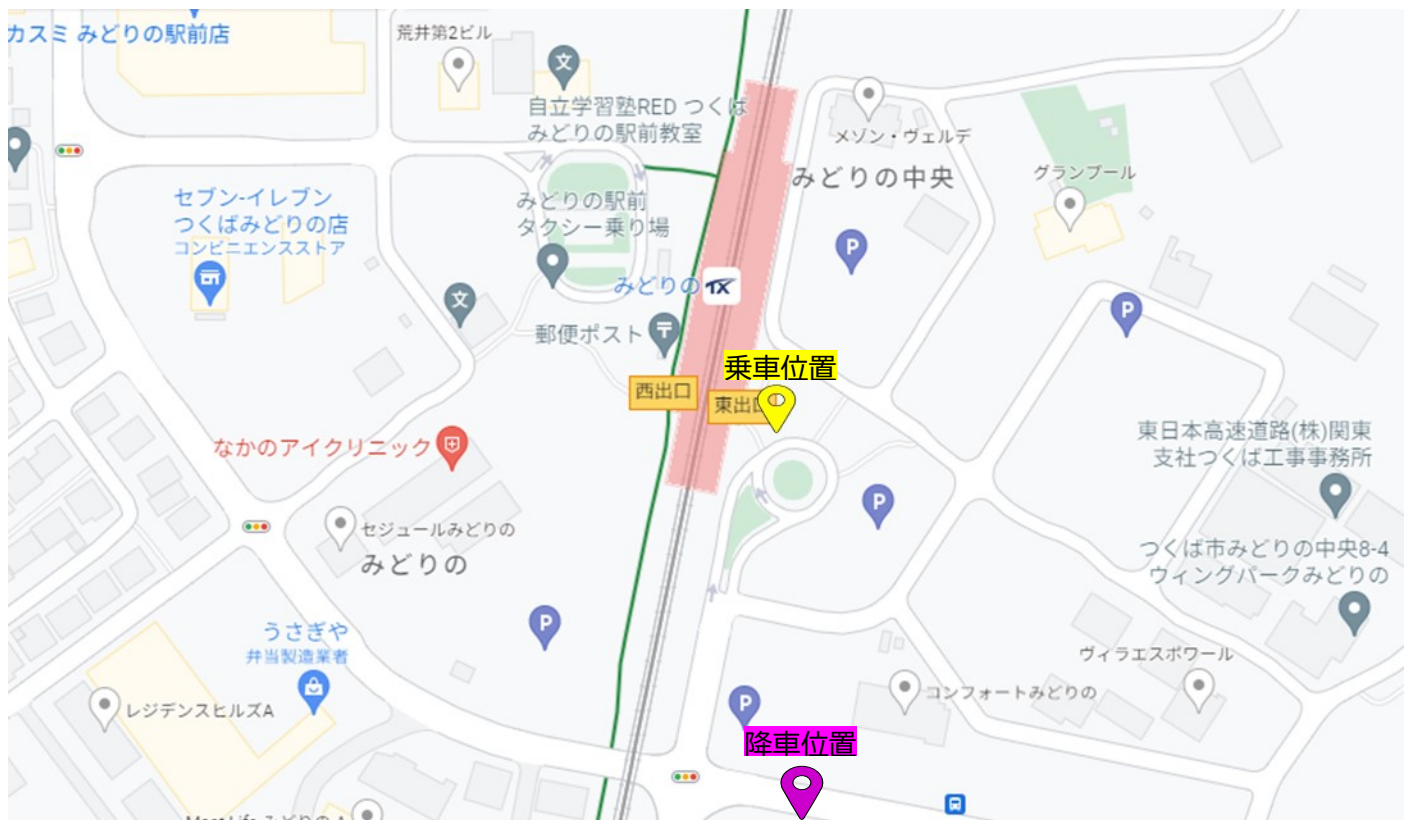 カスミ みどりの駅前店
荒井第2ビル
文
自立学習塾RED つくば
みどりの駅前教室
メゾン・ヴェルデ
みどりの中央
グランブール
セブン-イレブン
つくばみどりの店
コンビニエンスストア
みどりの駅前
タクシー乗り場
P
みどりの TX
文
郵便ポスト
P
乗車位置
西出口
東出口
東日本高速道路(株)関東
支社つくば工事事務所
なかのアイクリニック
P
セジュールみどりの
みどりの
つくば市みどりの中央8-4
ウィングパークみどりの
P
うさぎや
弁当製造業者
ヴィラエスポワール
コンフォートみどりの
レジデンスヒルズA
P
降車位置